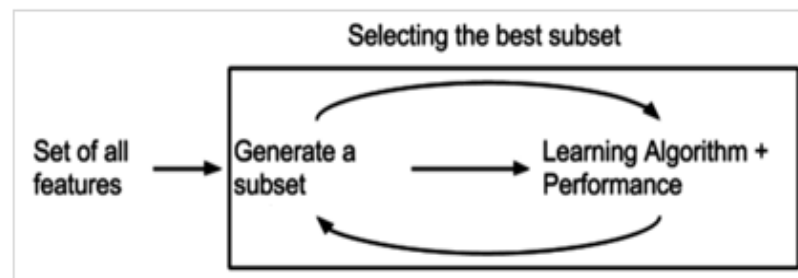 Selecting the best subset
Set of all
features
Generate a
subset
Learning Algorithm +
Performance